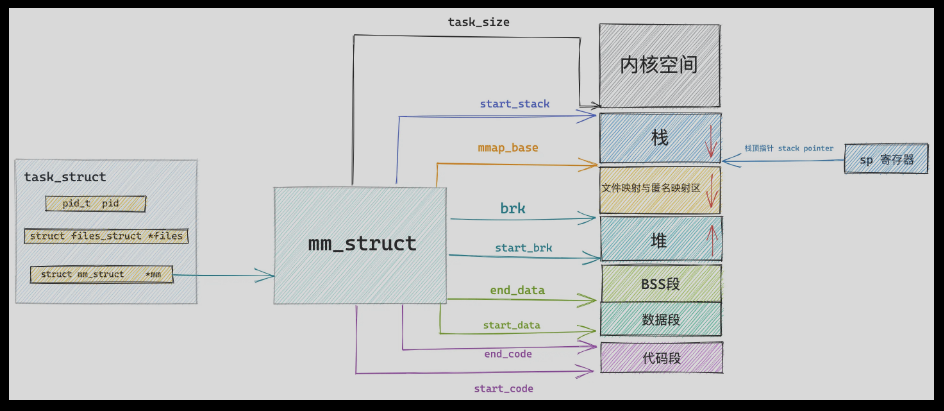 task_size
内核空间
start_stack
栈
mmap_base
栈顶指针 stack pointer
sp 寄存器
task_struct
文件映射与匿名映射区
pid_t pid
brk
struct files_struct *files
mm_struct
堆
start_brk
struct mm_struct *mm
BSS段
end_data
数据段
start_data
end_code
代码段
start_code